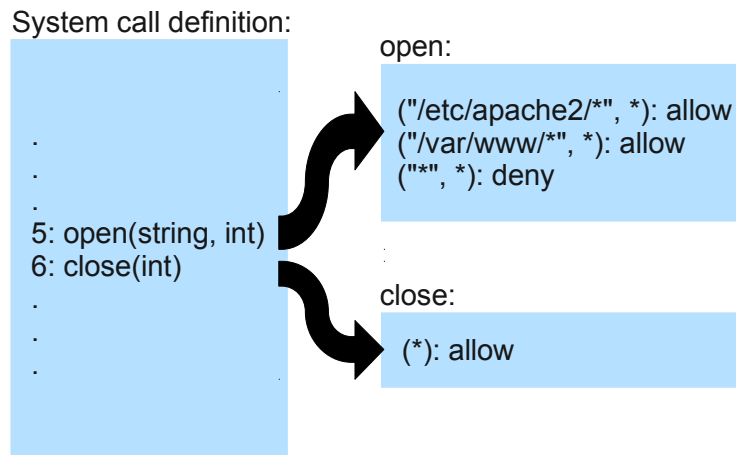 System call definition:
.
.
.
5: open(string, int)
6: close(int)
.
.
.
open:
("/etc/apache2/*", *): allow
("/var/www/*", *): allow
("*", *): deny
close:
(*): allow